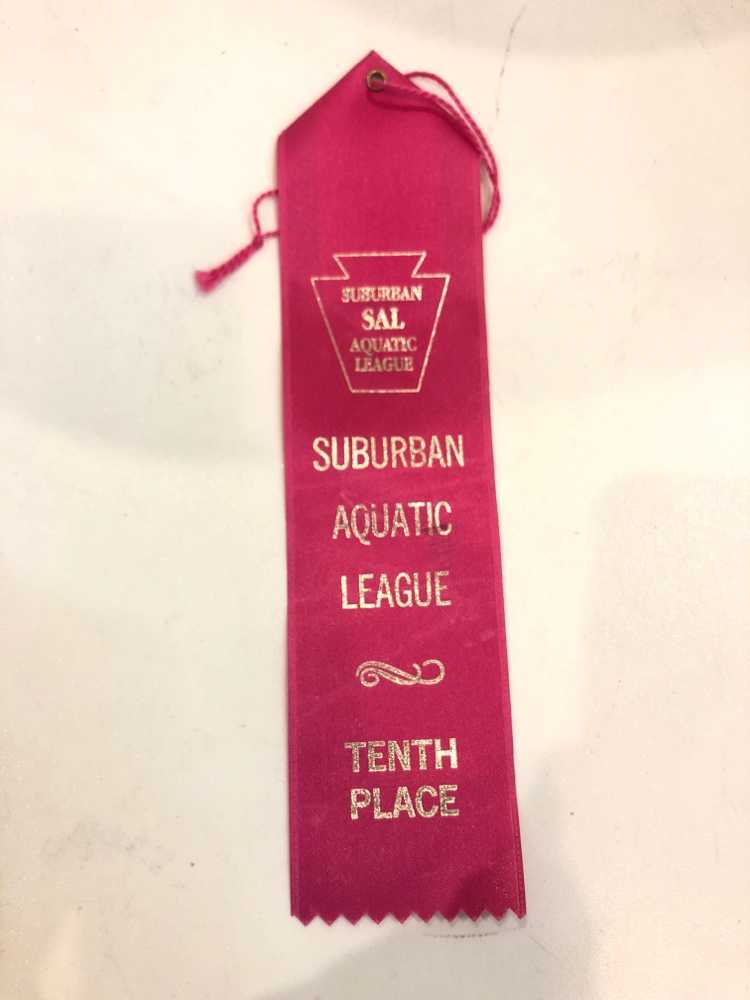 SUBURBAN
SAL
AQUATIC
LEAGUE
SUBURBAN
AQUATIC
LEAGUE
TENTH
PLACE